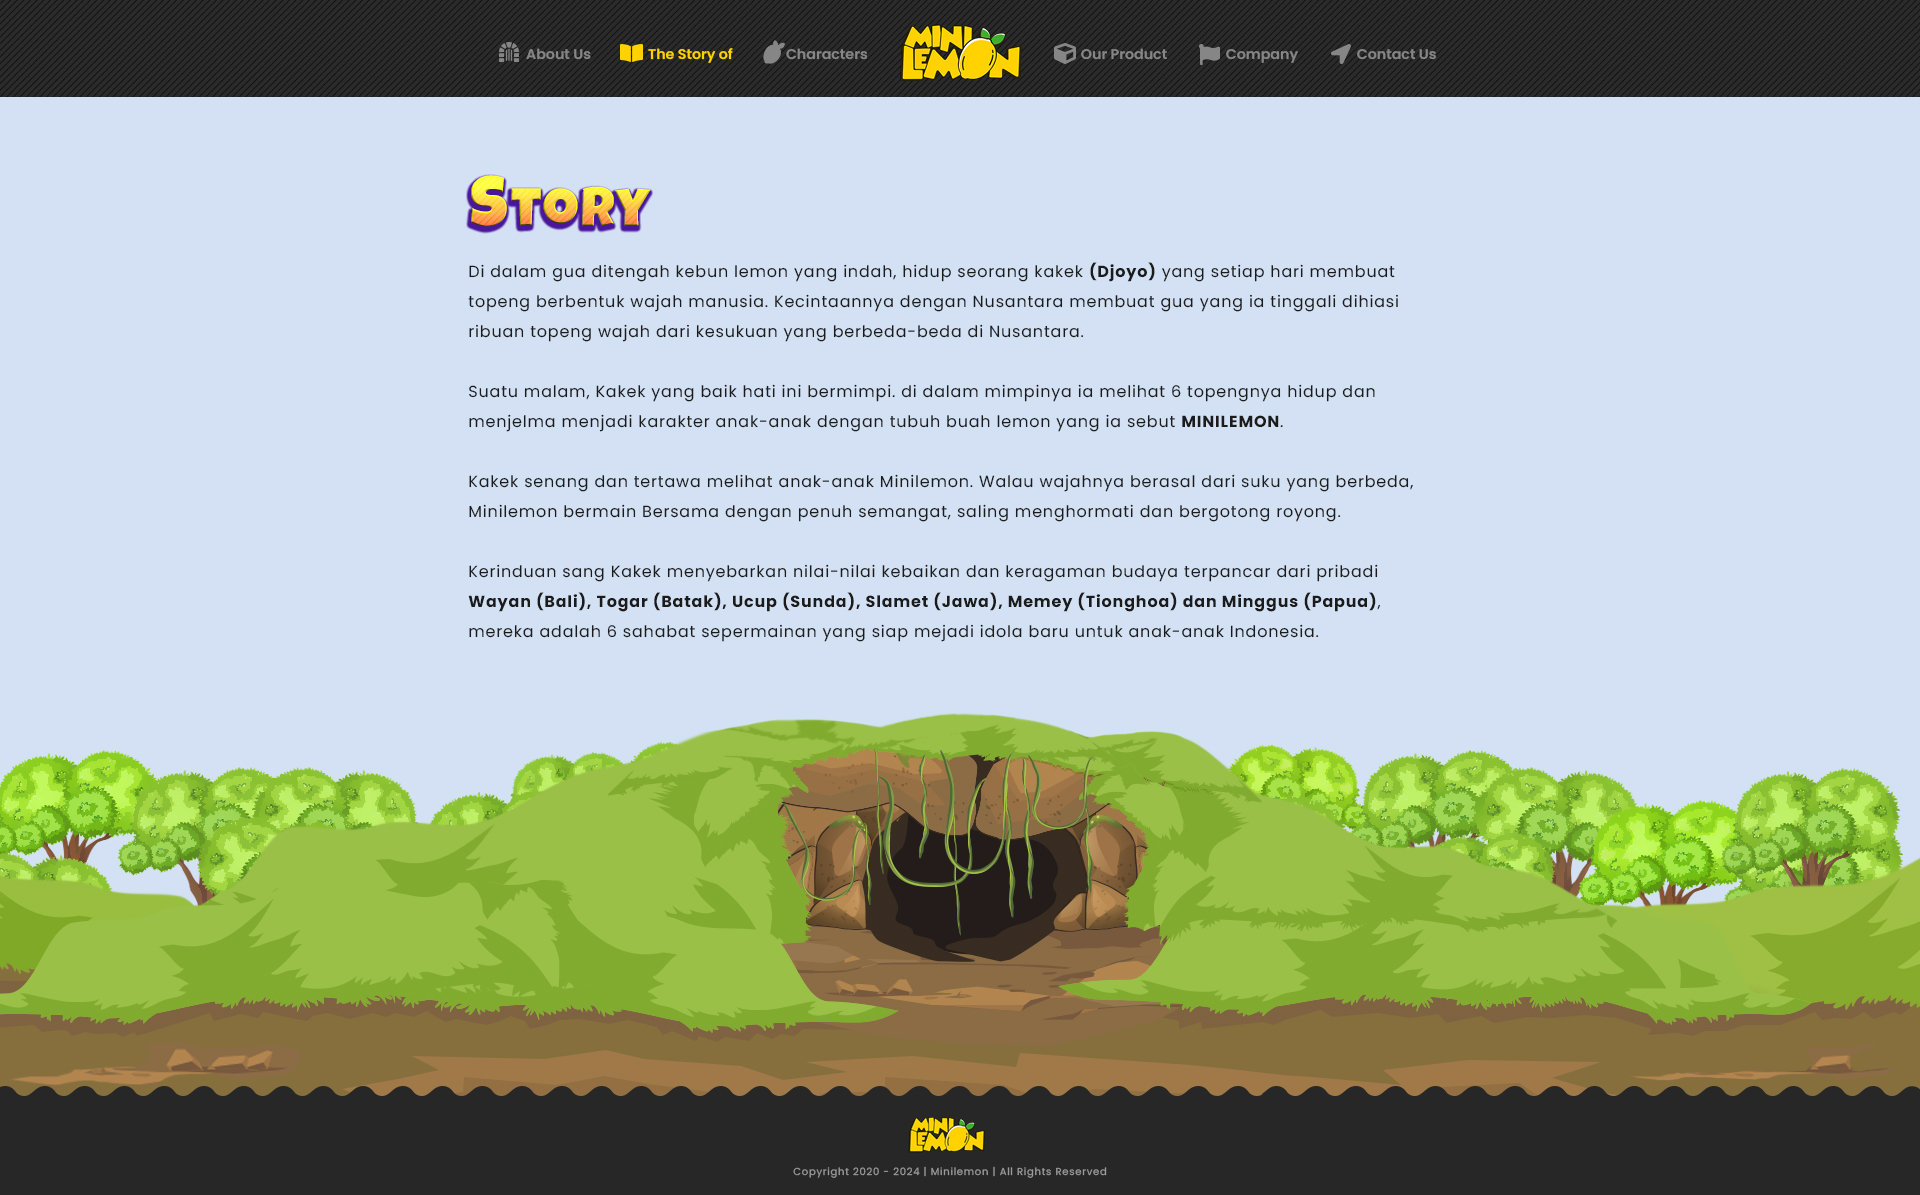 About Us
The Story of
Characters
MINI
LEMON
Our Product
Company
Contact Us
STORY
Di dalam gua ditengah kebun lemon yang indah, hidup seorang kakek (Djoyo) yang setiap hari membuat
topeng berbentuk wajah manusia. Kecintaannya dengan Nusantara membuat gua yang ia tinggali dihiasi
ribuan topeng wajah dari kesukuan yang berbeda-beda di Nusantara.
Suatu malam, Kakek yang baik hati ini bermimpi. di dalam mimpinya ia melihat 6 topengnya hidup dan
menjelma menjadi karakter anak-anak dengan tubuh buah lemon yang ia sebut MINILEMON.
Kakek senang dan tertawa melihat anak-anak Minilemon. Walau wajahnya berasal dari suku yang berbeda,
Minilemon bermain Bersama dengan penuh semangat, saling menghormati dan bergotong royong.
Kerinduan sang Kakek menyebarkan nilai-nilai kebaikan dan keragaman budaya terpancar dari pribadi
Wayan (Bali), Togar (Batak), Ucup (Sunda), Slamet (Jawa), Memey (Tionghoa) dan Minggus (Papua),
mereka adalah 6 sahabat sepermainan yang siap mejadi idola baru untuk anak-anak Indonesia.
MINI
LEMON
Copyright 2020 - 2024 | Minilemon | All Rights Reserved